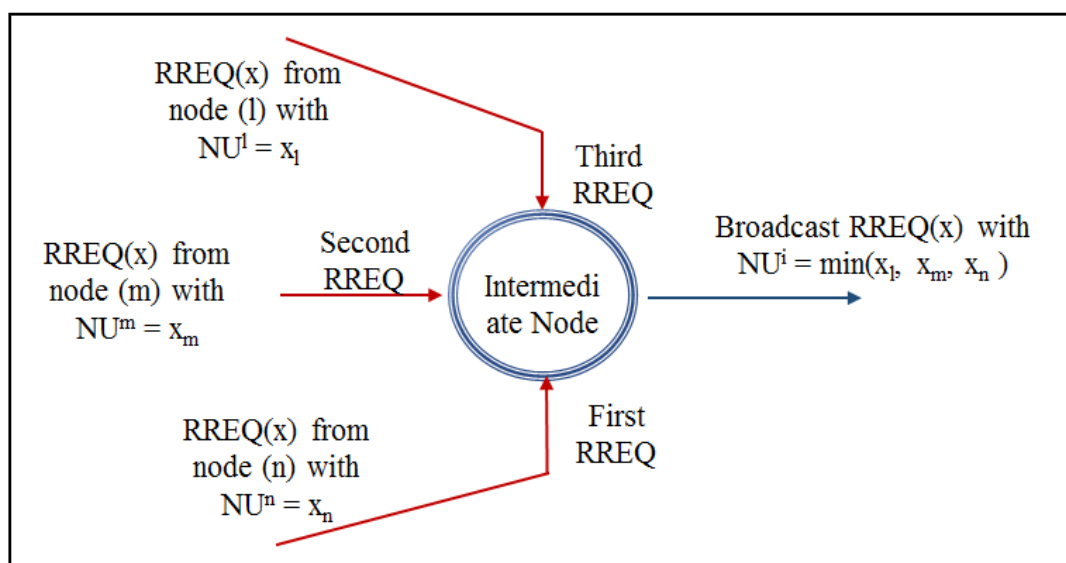 RREQ(x) from
node (l) with
NUˡ = xₗ
Third
RREQ
RREQ(x) from
node (m) with
NUᵐ = xₘ
Second
RREQ
Intermedi
ate Node
Broadcast RREQ(x) with
NUⁱ = min(xₗ, xₘ, xₙ )
RREQ(x) from
node (n) with
NUⁿ = xₙ
First
RREQ